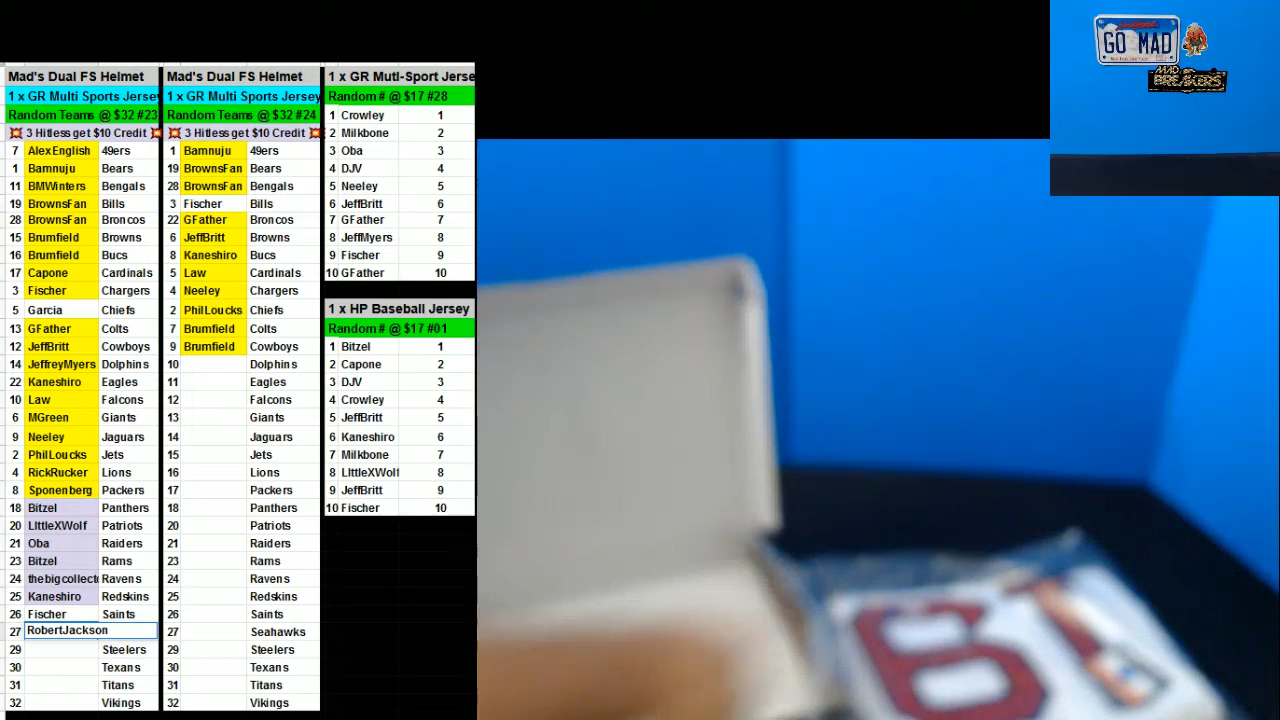 GO MAD
MAD
BREAKERS
Mad's Dual FS Helmet
1 x GR Multi Sports Jersey
Random Teams @ $32 #23
💥 3 Hitless get $10 Credit 💥
7 AlexEnglish 49ers
1 Bamnuju Bears
11 BMWinters Bengals
19 BrownsFan Bills
28 BrownsFan Broncos
15 Brumfield Browns
16 Brumfield Bucs
17 Capone Cardinals
3 Fischer Chargers
5 Garcia Chiefs
13 GFather Colts
12 JeffBritt Cowboys
14 JeffreyMyers Dolphins
22 Kaneshiro Eagles
10 Law Falcons
6 MGreen Giants
9 Neeley Jaguars
2 PhilLoucks Jets
4 RickRucker Lions
8 Sponenberg Packers
18 Bitzel Panthers
20 LIttleXWolf Patriots
21 Oba Raiders
23 Bitzel Rams
24 thebigcollecto Ravens
25 Kaneshiro Redskins
26 Fischer Saints
27 RobertJackson
29 Steelers
30 Texans
31 Titans
32 Vikings
Mad's Dual FS Helmet
1 x GR Multi Sports Jersey
Random Teams @ $32 #24
💥 3 Hitless get $10 Credit 💥
1 Bamnuju 49ers
19 BrownsFan Bears
28 BrownsFan Bengals
3 Fischer Bills
22 GFather Broncos
6 JeffBritt Browns
8 Kaneshiro Bucs
5 Law Cardinals
4 Neeley Chargers
2 PhilLoucks Chiefs
7 Brumfield Colts
9 Brumfield Cowboys
10 Dolphins
11 Eagles
12 Falcons
13 Giants
14 Jaguars
15 Jets
16 Lions
17 Packers
18 Panthers
20 Patriots
21 Raiders
23 Rams
24 Ravens
25 Redskins
26 Saints
27 Seahawks
29 Steelers
30 Texans
31 Titans
32 Vikings
1 x GR Mutl-Sport Jerse
Random # @ $17 #28
1 Crowley 1
2 Milkbone 2
3 Oba 3
4 DJV 4
5 Neeley 5
6 JeffBritt 6
7 GFather 7
8 JeffMyers 8
9 Fischer 9
10 GFather 10
1 x HP Baseball Jersey
Random # @ $17 #01
1 Bitzel 1
2 Capone 2
3 DJV 3
4 Crowley 4
5 JeffBritt 5
6 Kaneshiro 6
7 Milkbone 7
8 LIttleXWolf 8
9 JeffBritt 9
10 Fischer 10